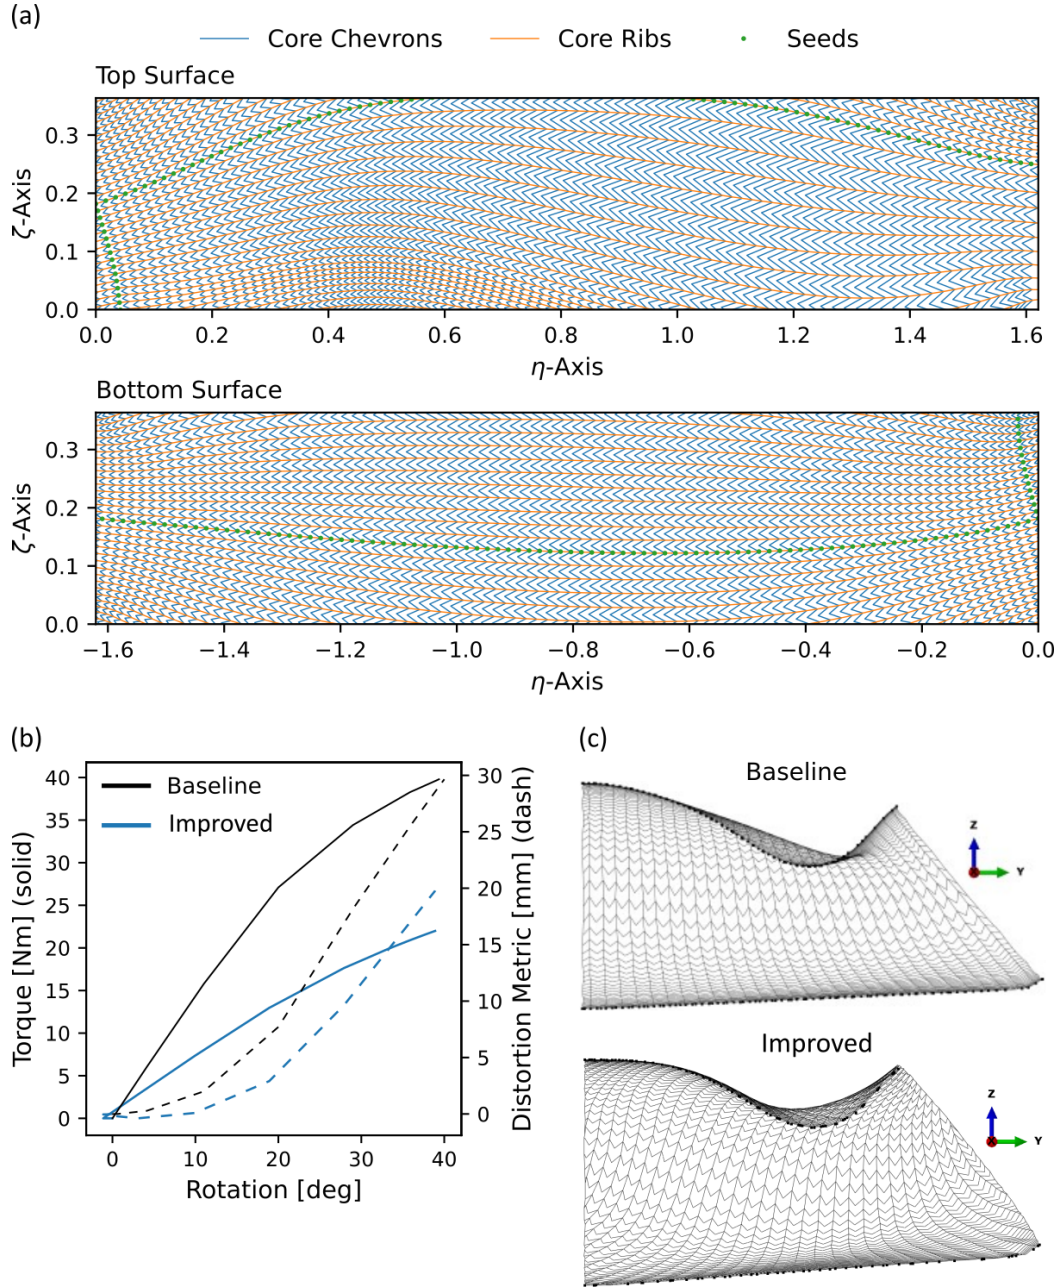 (a)
Core Chevrons Core Ribs Seeds
Top Surface
0.3
0.2
0.1
0.0
ζ-Axis
0.0 0.2 0.4 0.6 0.8 1.0 1.2 1.4 1.6
η-Axis
Bottom Surface
0.3
0.2
0.1
0.0
ζ-Axis
−1.6 −1.4 −1.2 −1.0 −0.8 −0.6 −0.4 −0.2 0.0
η-Axis
(b)
Baseline
Improved
40
35
30
25
20
15
10
5
0
Torque [Nm] (solid)
30
25
20
15
10
5
0
Distortion Metric [mm] (dash)
0 10 20 30 40
Rotation [deg]
(c)
Baseline
Z
X
Y
Improved
Z
X
Y